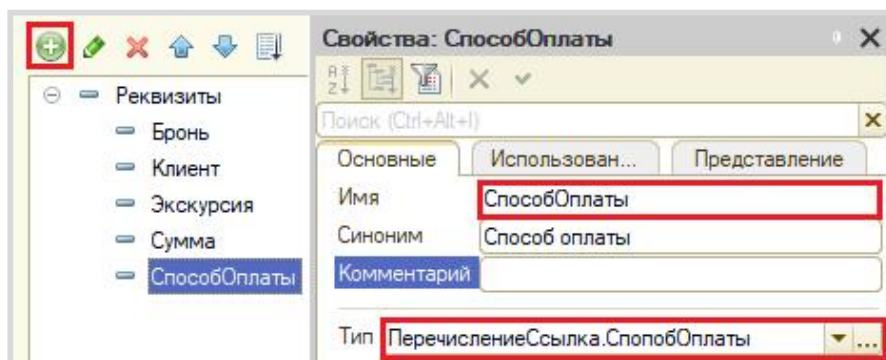 Свойства: СпособОплаты
Поиск (Ctrl+Alt+I)
Реквизиты
Бронь
Клиент
Экскурсия
Сумма
СпособОплаты
Основные Использован... Представление
Имя СпособОплаты
Синоним Способ оплаты
Комментарий
Тип ПеречислениеСсылка.СпопобОплаты